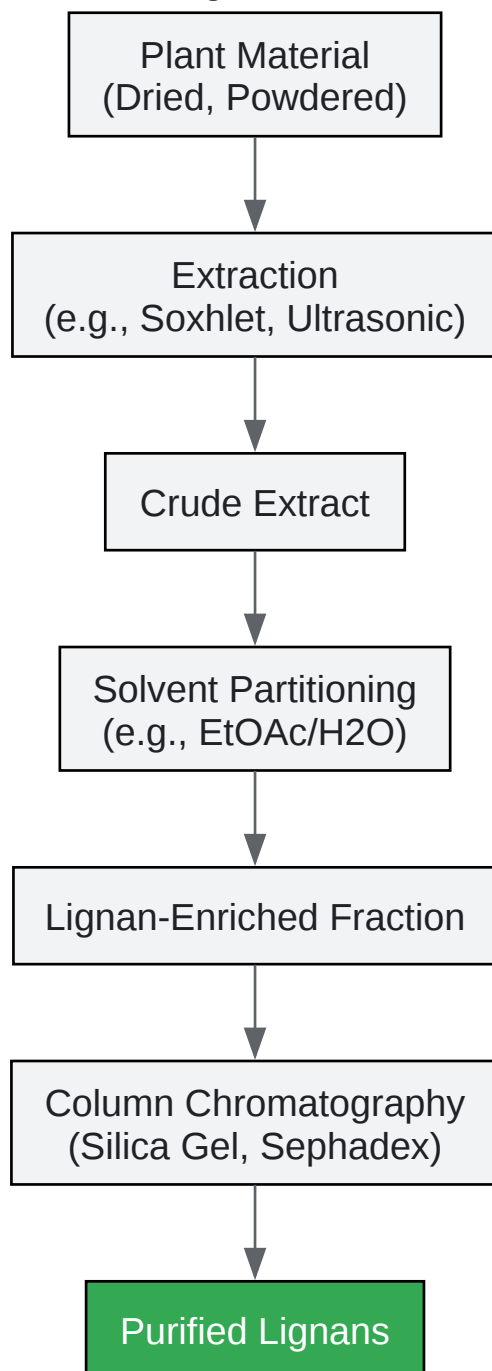 Plant Material
(Dried, Powdered)
Extraction
(e.g., Soxhlet, Ultrasonic)
Crude Extract
Solvent Partitioning
(e.g., EtOAc/H2O)
Lignan-Enriched Fraction
Column Chromatography
(Silica Gel, Sephadex)
Purified Lignans